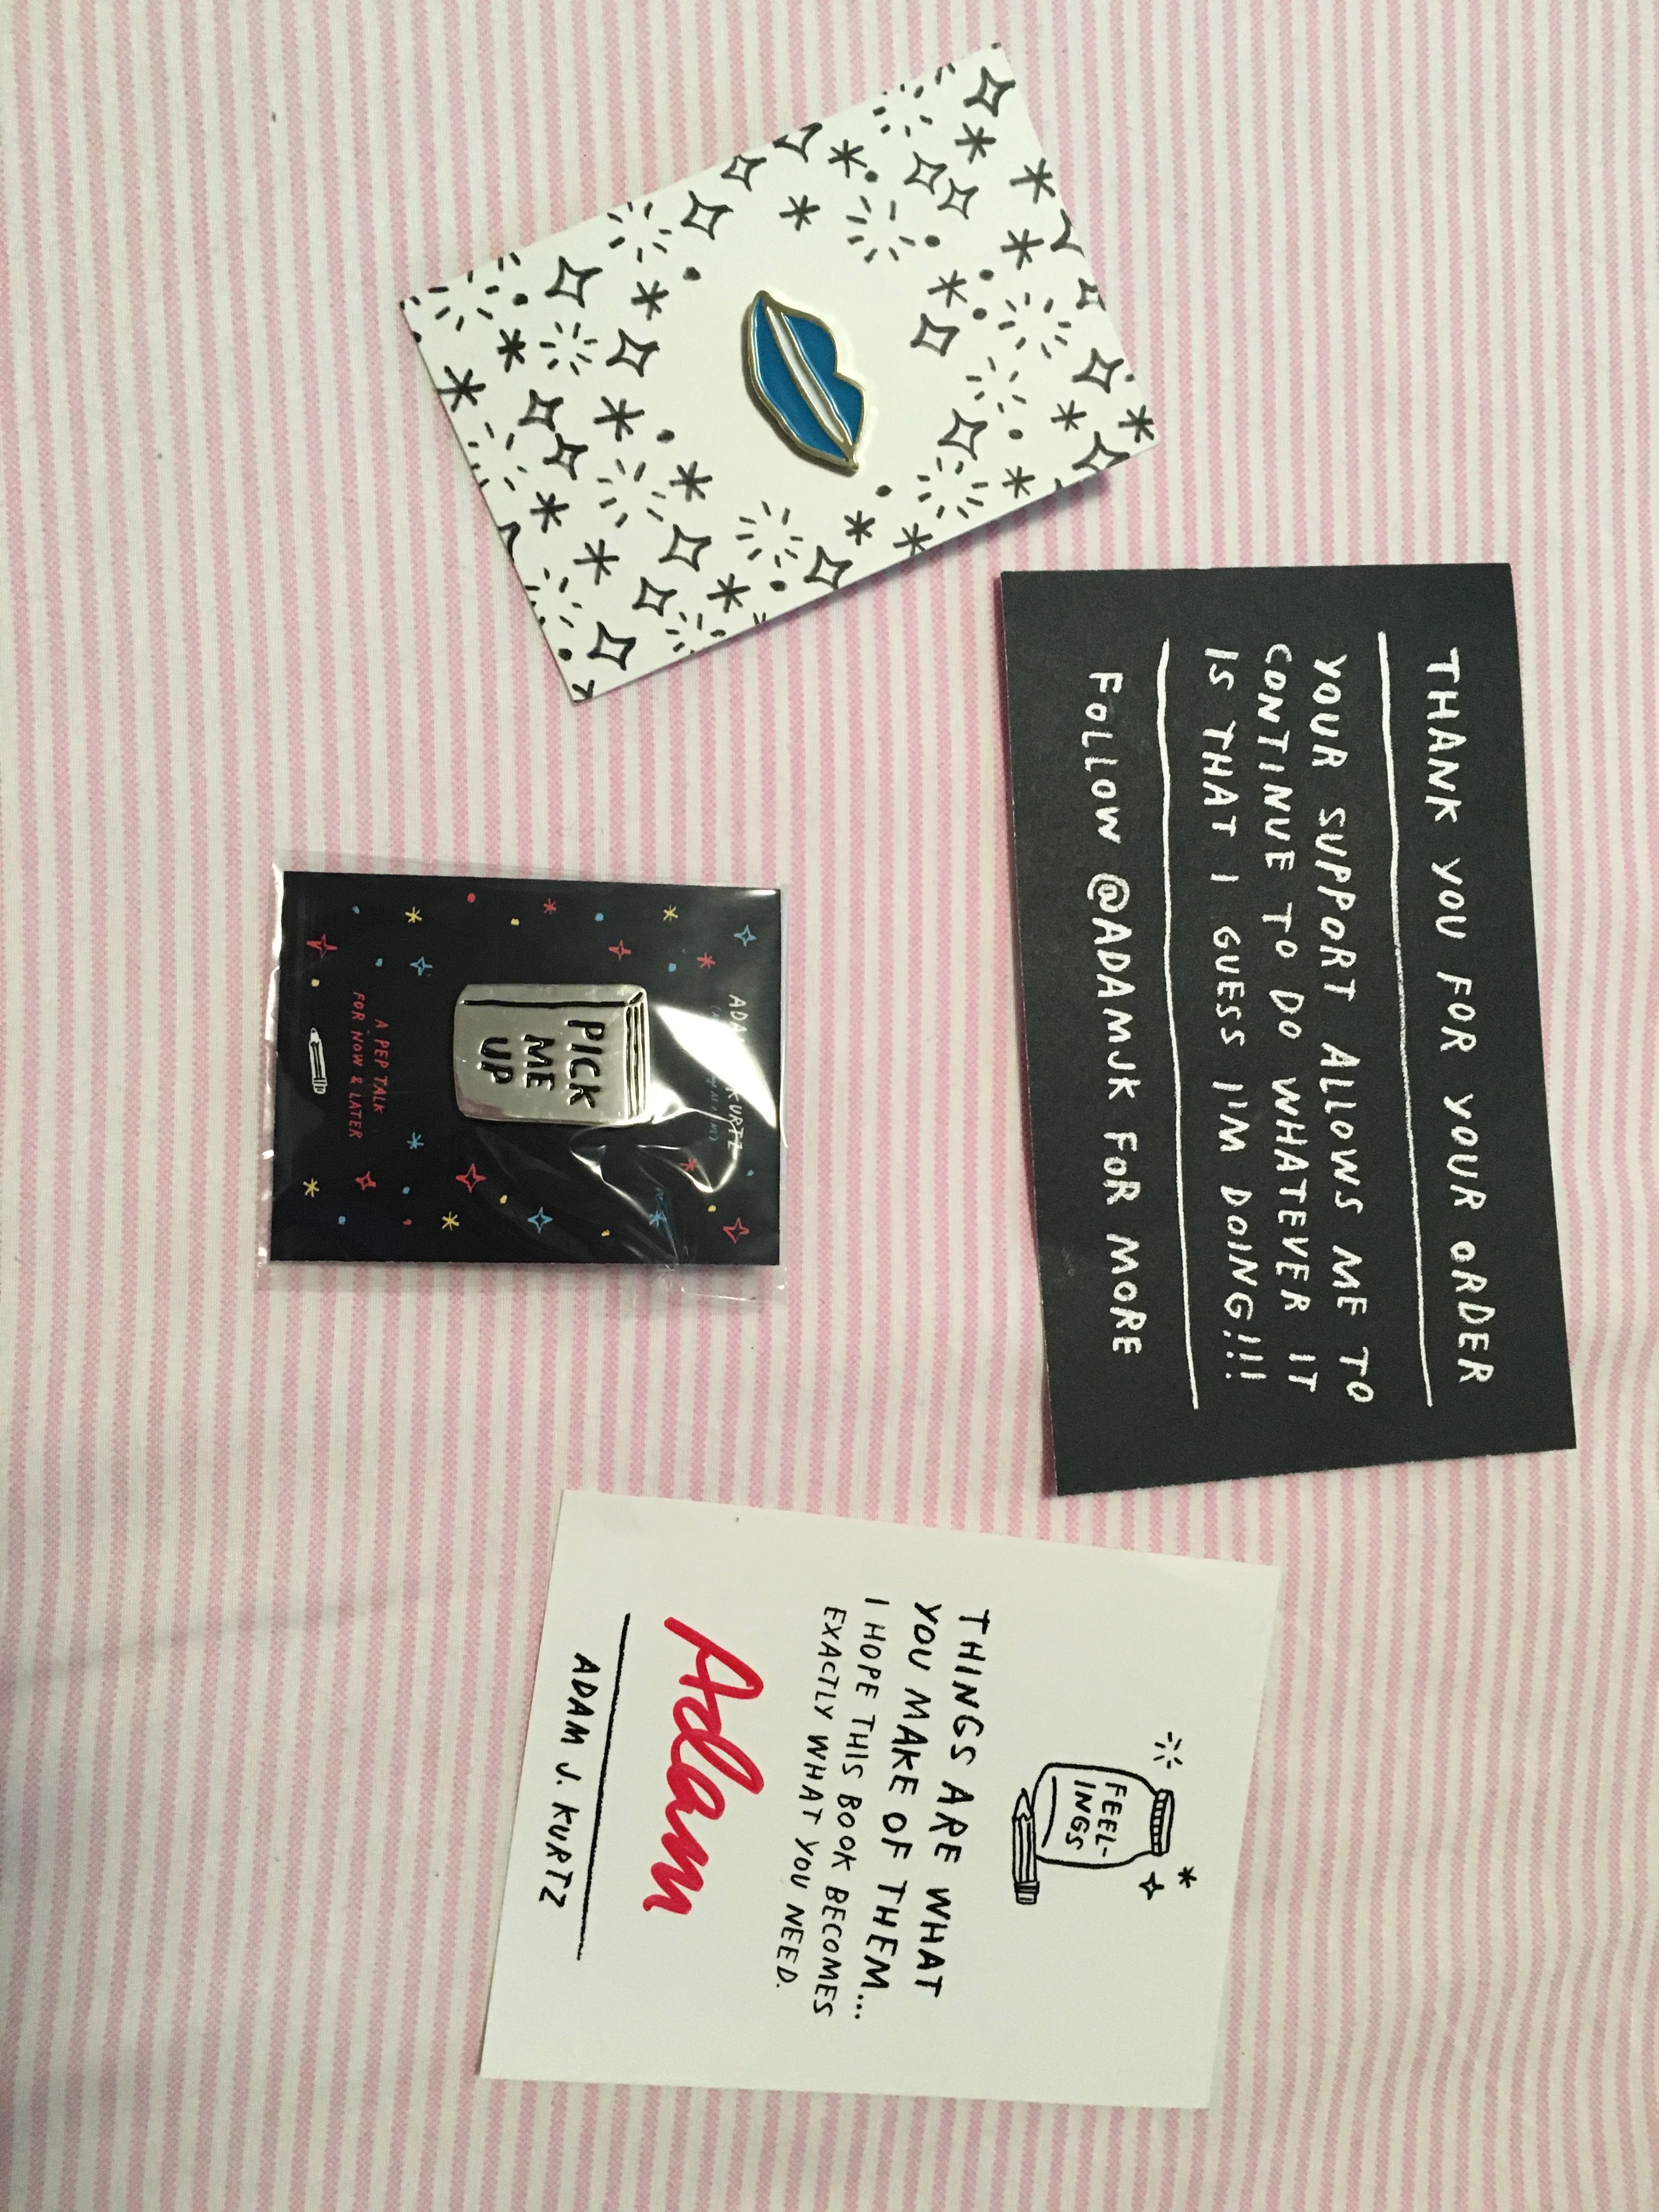 THANK YOU FOR YOUR ORDER
YOUR SUPPORT ALLOWS ME TO
CONTINUE TO DO WHATEVER IT
IS THAT I GUESS I'M DOING!!!
FOLLOW @ADAMJK FOR MORE
KURTZ
PICK
ME
UP
A PEP TALK
FOR NOW & LATER
FEEL-
INGS
THINGS ARE WHAT
YOU MAKE OF THEM...
I HOPE THIS BOOK BECOMES
EXACTLY WHAT YOU NEED.
Adam
ADAM J. KURTZ